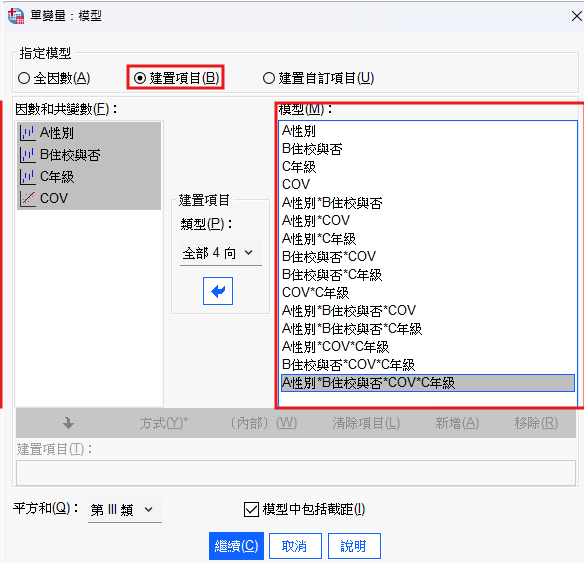 單變量：模型
指定模型
全因數(A)
建置項目(B)
建置自訂項目(U)
因數和共變數(F)：
模型(M)：
A性別
B住校與否
C年級
COV
建置項目
類型(P)：
全部 4 向
A性別
B住校與否
C年級
COV
A性別*B住校與否
A性別*COV
A性別*C年級
B住校與否*COV
B住校與否*C年級
COV*C年級
A性別*B住校與否*COV
A性別*B住校與否*C年級
A性別*COV*C年級
B住校與否*COV*C年級
A性別*B住校與否*COV*C年級
方式(Y)*
（內部）(W)
清除項目(L)
新增(A)
移除(R)
建置項目(T)：
平方和(Q)：
第 III 類
模型中包括截距(I)
繼續(C)
取消
說明